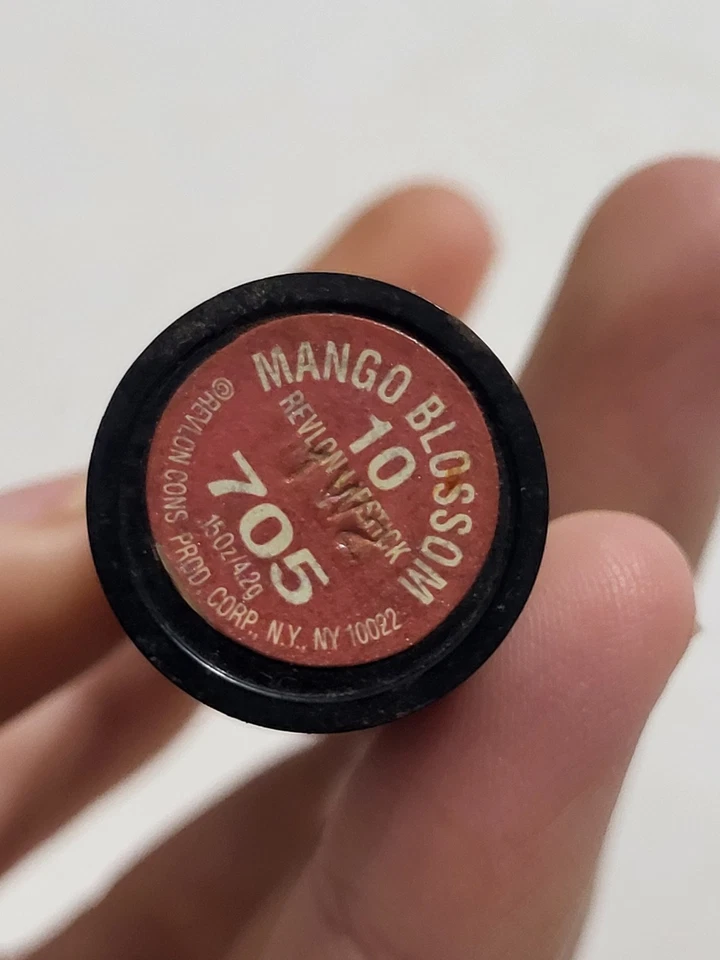 MANGO BLOSSOM
10
REVLON LIPSTICK
705
.15 Oz/4.2g
©REVLON CONS. PROD. CORP., N.Y., NY 10022